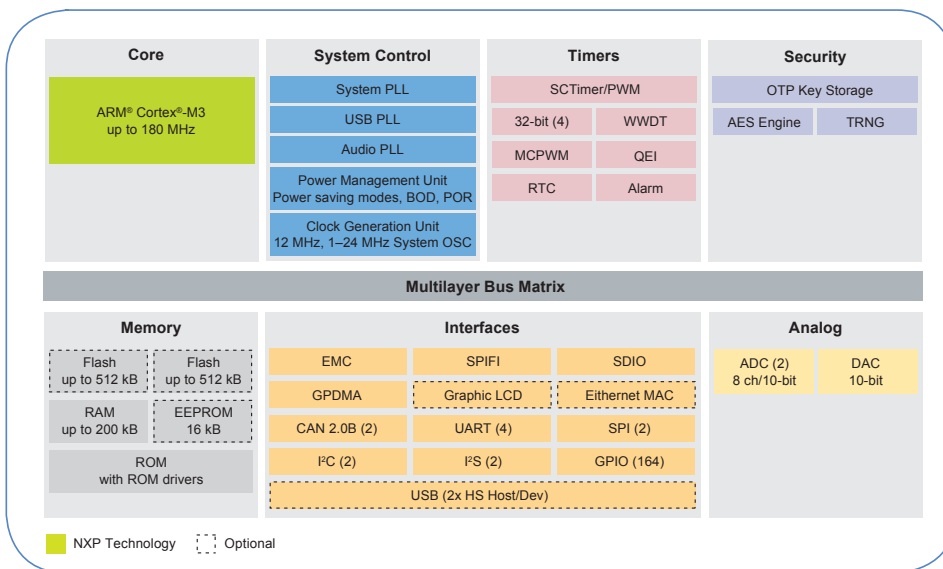 Core
ARM® Cortex®-M3
up to 180 MHz
System Control
System PLL
USB PLL
Audio PLL
Power Management Unit
Power saving modes, BOD, POR
Clock Generation Unit
12 MHz, 1–24 MHz System OSC
Timers
SCTimer/PWM
32-bit (4)
WWDT
MCPWM
QEI
RTC
Alarm
Security
OTP Key Storage
AES Engine
TRNG
Multilayer Bus Matrix
Memory
Flash
up to 512 kB
Flash
up to 512 kB
RAM
up to 200 kB
EEPROM
16 kB
ROM
with ROM drivers
Interfaces
EMC
SPIFI
SDIO
GPDMA
Graphic LCD
Eithernet MAC
CAN 2.0B (2)
UART (4)
SPI (2)
I²C (2)
I²S (2)
GPIO (164)
USB (2x HS Host/Dev)
Analog
ADC (2)
8 ch/10-bit
DAC
10-bit
NXP Technology
Optional